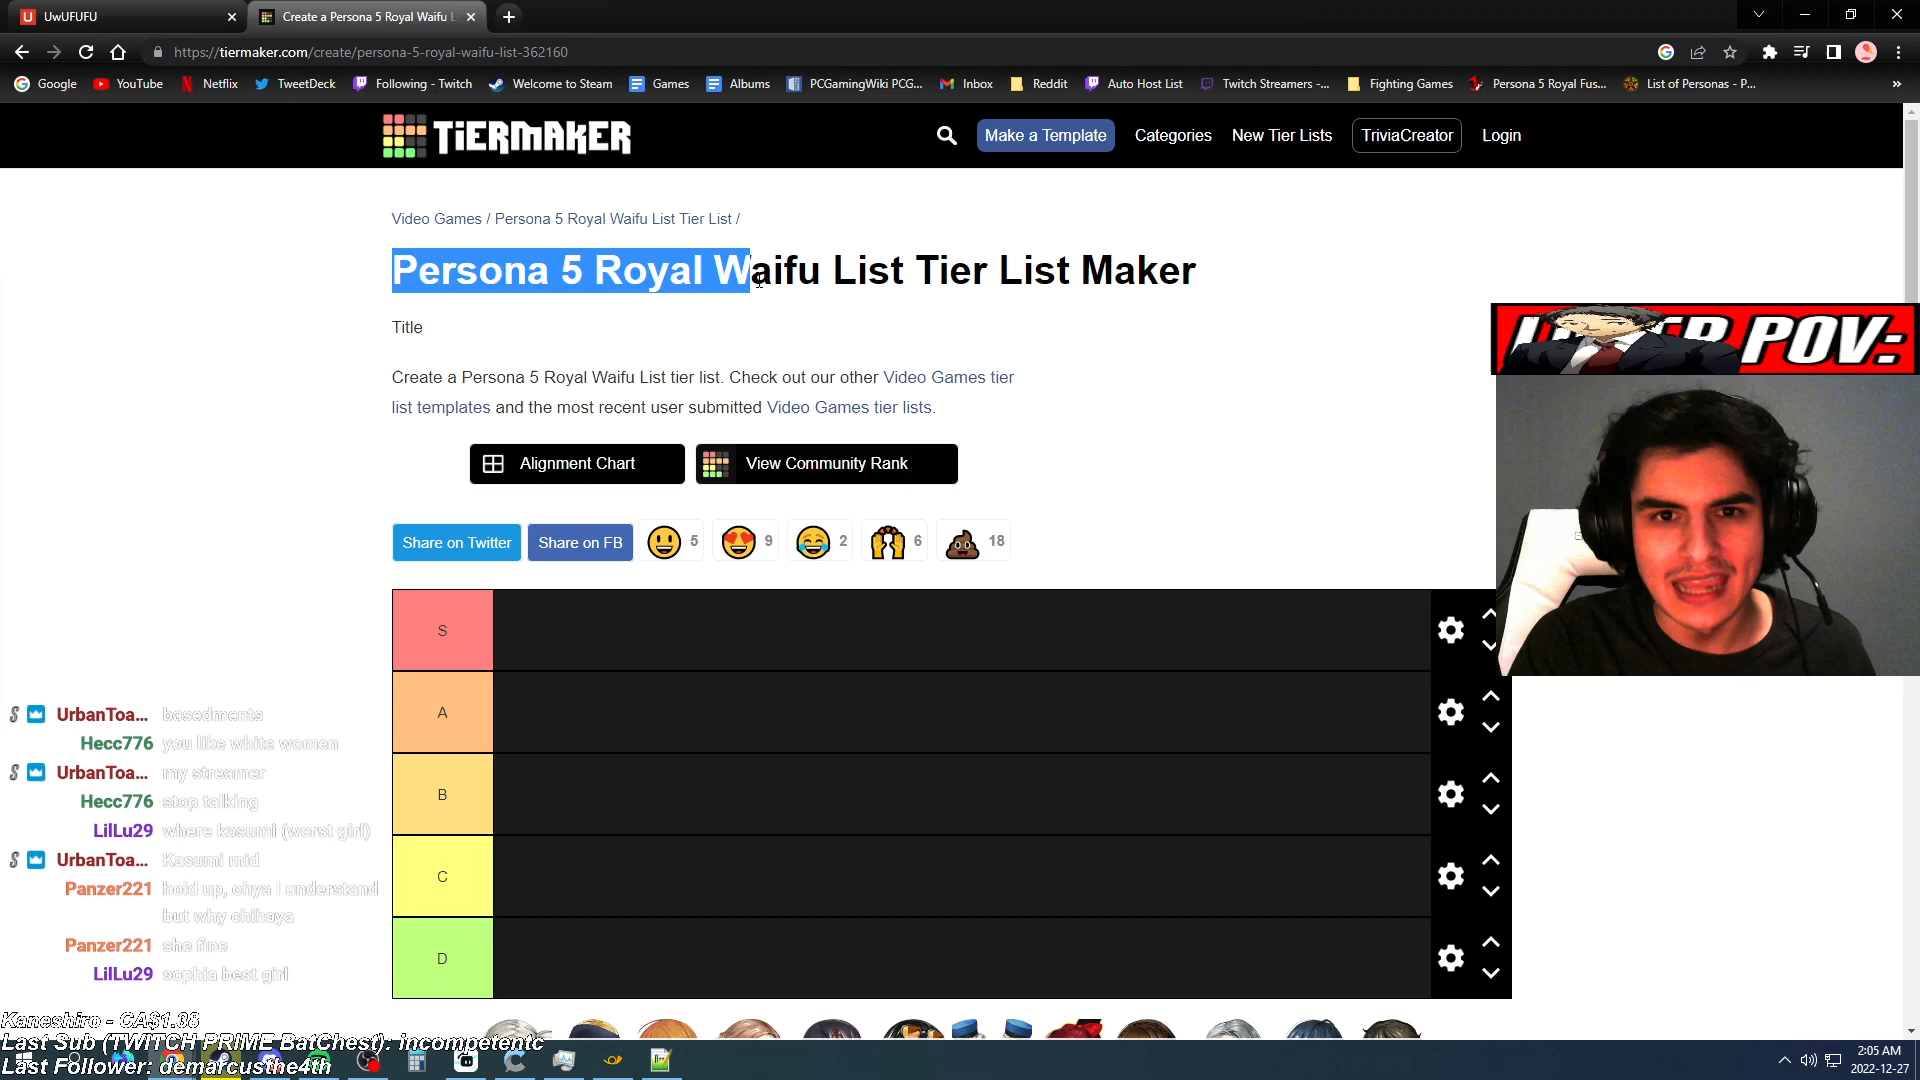 UwUFUFU
Create a Persona 5 Royal Waifu L
https://tiermaker.com/create/persona-5-royal-waifu-list-362160
Google YouTube Netflix TweetDeck Following - Twitch Welcome to Steam Games Albums PCGamingWiki PCG... Inbox Reddit Auto Host List Twitch Streamers -... Fighting Games Persona 5 Royal Fus... List of Personas - P... »
TiERMAKER
Make a Template Categories New Tier Lists TriviaCreator Login
Video Games / Persona 5 Royal Waifu List Tier List /
Persona 5 Royal Waifu List Tier List Maker
POV:
Title
Create a Persona 5 Royal Waifu List tier list. Check out our other Video Games tier
list templates and the most recent user submitted Video Games tier lists.
Alignment Chart View Community Rank
Share on Twitter Share on FB 5 9 2 6 18
S
A
B
C
D
UrbanToa... basedments
Hecc776 you like white women
UrbanToa... my streamer
Hecc776 stop talking
LilLu29 where kasumi (worst girl)
UrbanToa... Kasumi mid
Panzer221 hold up, ohya I understand
but why chihaya
Panzer221 she fine
LilLu29 sophia best girl
Kaneshiro - CA$1.38
Last Sub (TWITCH PRIME BatChest): incompetentc
Last Follower: demarcusthe4th
2:05 AM
2022-12-27